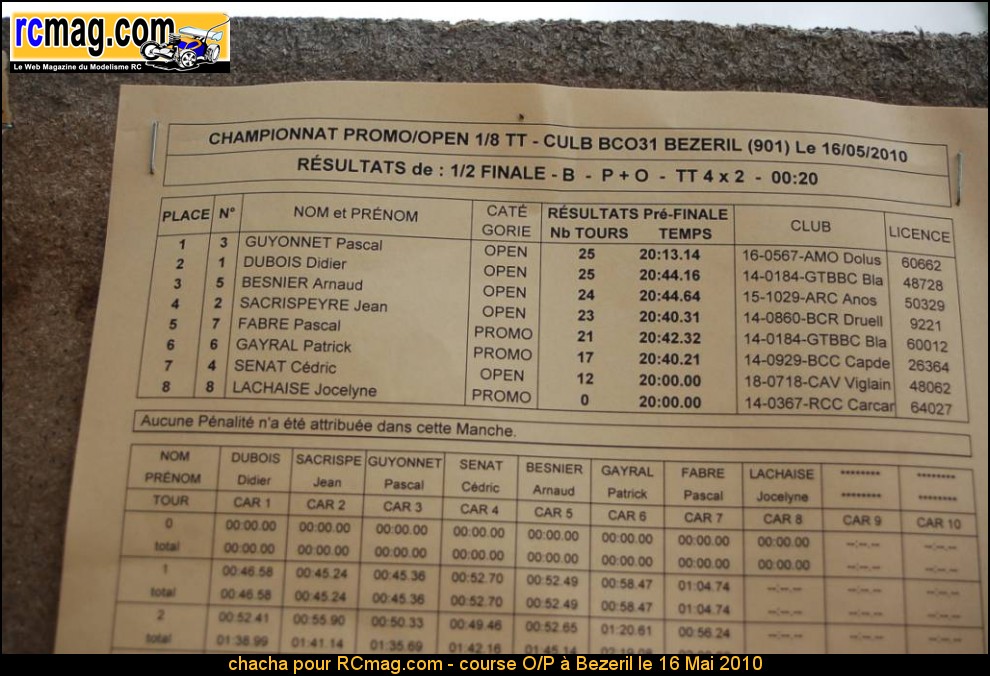 rcmag.com
Le Web Magazine du Modelisme RC
CHAMPIONNAT PROMO/OPEN 1/8 TT - CULB BCO31 BEZERIL (901) Le 16/05/2010
RÉSULTATS de : 1/2 FINALE - B - P + O - TT 4 x 2 - 00:20
PLACE N° NOM et PRÉNOM CATÉGORIE RÉSULTATS Pré-FINALE CLUB LICENCE
Nb TOURS TEMPS
1 3 GUYONNET Pascal OPEN 25 20:13.14 16-0567-AMO Dolus 60662
2 1 DUBOIS Didier OPEN 25 20:44.16 14-0184-GTBBC Bla 48728
3 5 BESNIER Arnaud OPEN 24 20:44.64 15-1029-ARC Anos 50329
4 2 SACRISPEYRE Jean OPEN 23 20:40.31 14-0860-BCR Druell 9221
5 7 FABRE Pascal PROMO 21 20:42.32 14-0184-GTBBC Bla 60012
6 6 GAYRAL Patrick PROMO 17 20:40.21 14-0929-BCC Capde 26364
7 4 SENAT Cédric OPEN 12 20:00.00 18-0718-CAV Viglain 48062
8 8 LACHAISE Jocelyne PROMO 0 20:00.00 14-0367-RCC Carcar 64027
Aucune Pénalité n'a été attribuée dans cette Manche.
NOM DUBOIS SACRISPE GUYONNET SENAT BESNIER GAYRAL FABRE LACHAISE ******** ********
PRÉNOM Didier Jean Pascal Cédric Arnaud Patrick Pascal Jocelyne ******** ********
TOUR CAR 1 CAR 2 CAR 3 CAR 4 CAR 5 CAR 6 CAR 7 CAR 8 CAR 9 CAR 10
0 00:00.00 00:00.00 00:00.00 00:00.00 00:00.00 00:00.00 00:00.00 00:00.00 --:--.-- --:--.--
total 00:00.00 00:00.00 00:00.00 00:00.00 00:00.00 00:00.00 00:00.00 00:00.00 --:--.-- --:--.--
1 00:46.58 00:45.24 00:45.36 00:52.70 00:52.49 00:58.47 01:04.74 --:--.-- --:--.-- --:--.--
total 00:46.58 00:45.24 00:45.36 00:52.70 00:52.49 00:58.47 01:04.74 --:--.-- --:--.-- --:--.--
2 00:52.41 00:55.90 00:50.33 00:49.46 00:52.65 01:20.61 00:56.24 --:--.-- --:--.-- --:--.--
total 01:38.99 01:41.14 01:35.69 01:42.16 01:45.14
chacha pour RCmag.com - course O/P à Bezeril le 16 Mai 2010